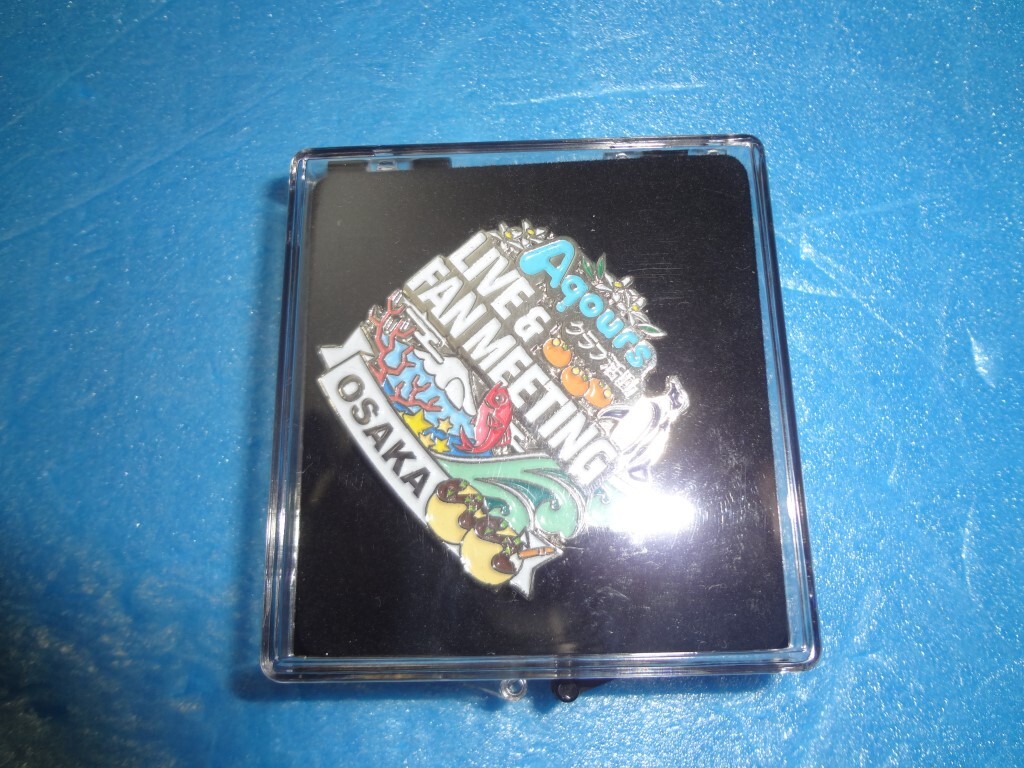 Aqours
クラブ活動
LIVE &
FAN MEETING
OSAKA